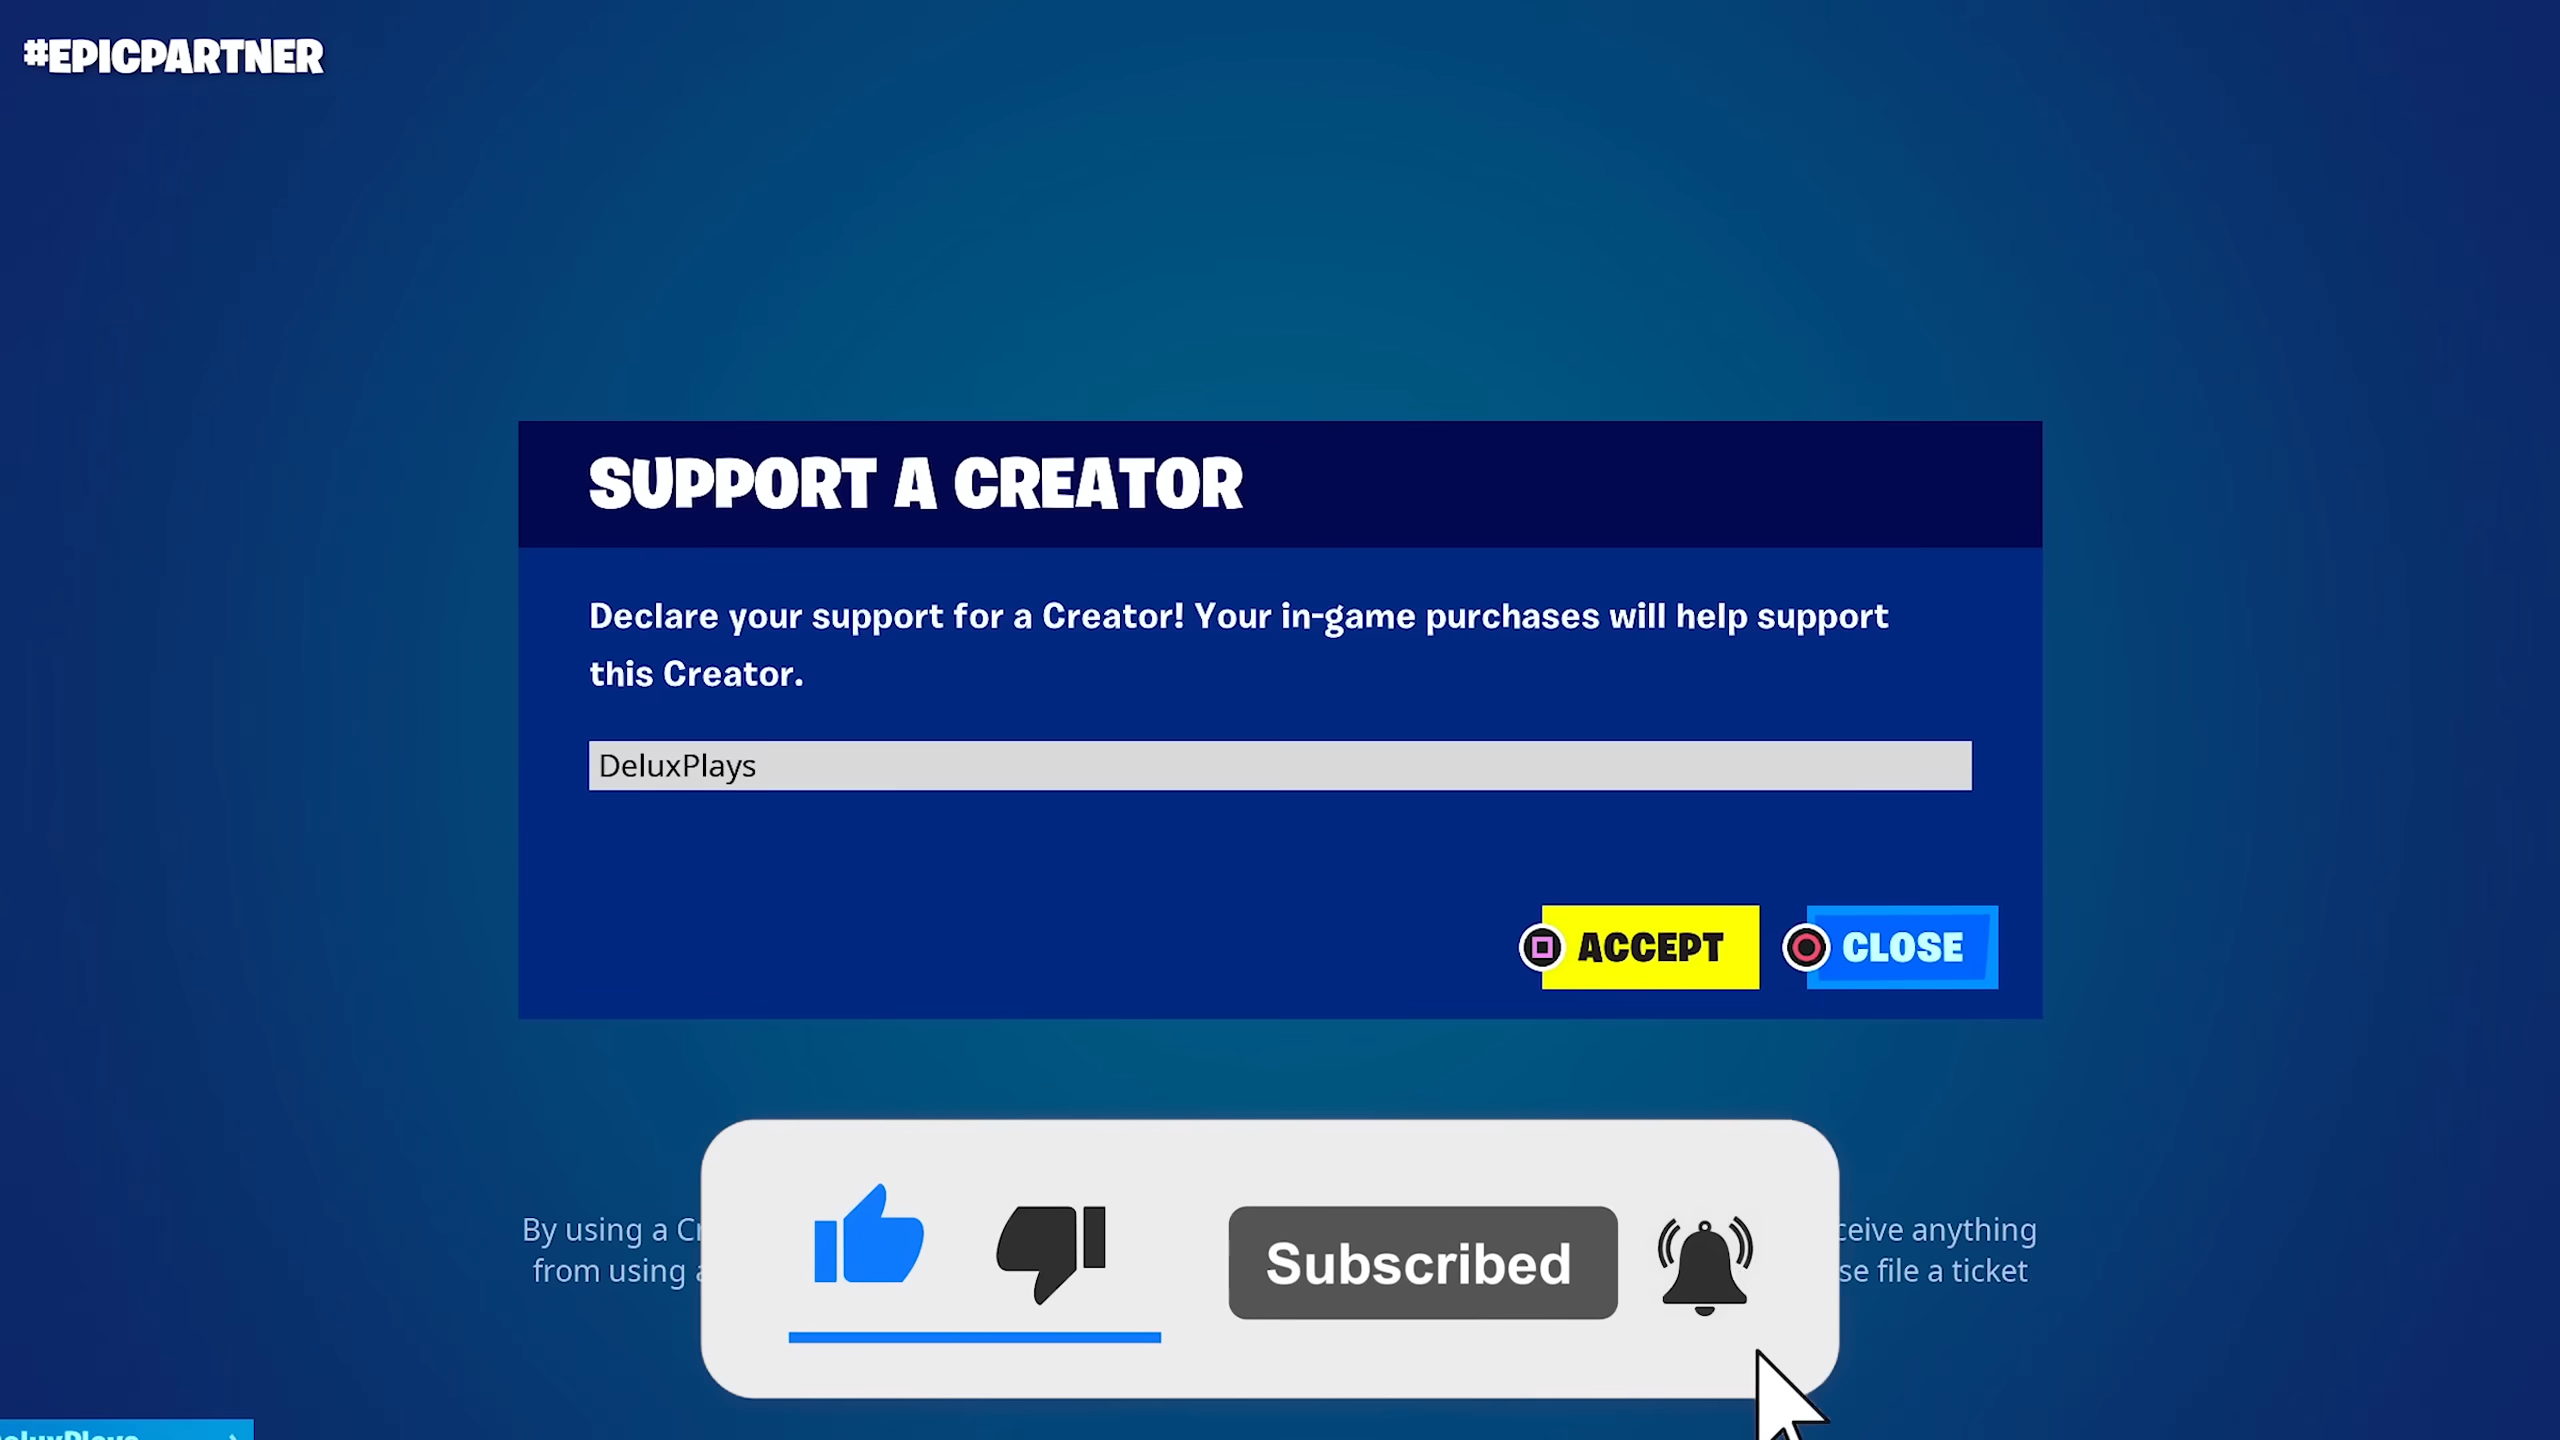 #EPICPARTNER
SUPPORT A CREATOR
Declare your support for a Creator! Your in-game purchases will help support
this Creator.
DeluxPlays
ACCEPT CLOSE
By using a ceive anything
from using file a ticket
Subscribed